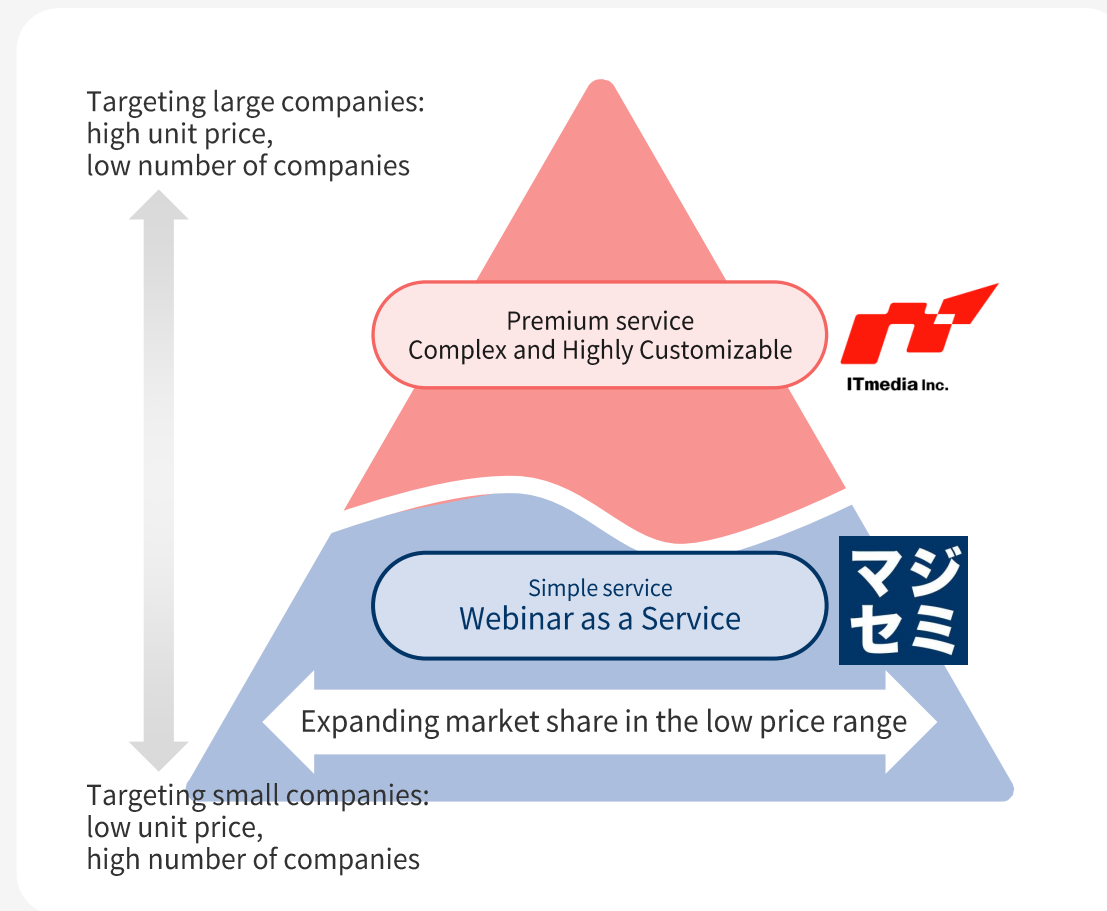 Targeting large companies:
high unit price,
low number of companies
Premium service
Complex and Highly Customizable
ITmedia Inc.
Simple service
Webinar as a Service
マジ
セミ
Expanding market share in the low price range
Targeting small companies:
low unit price,
high number of companies